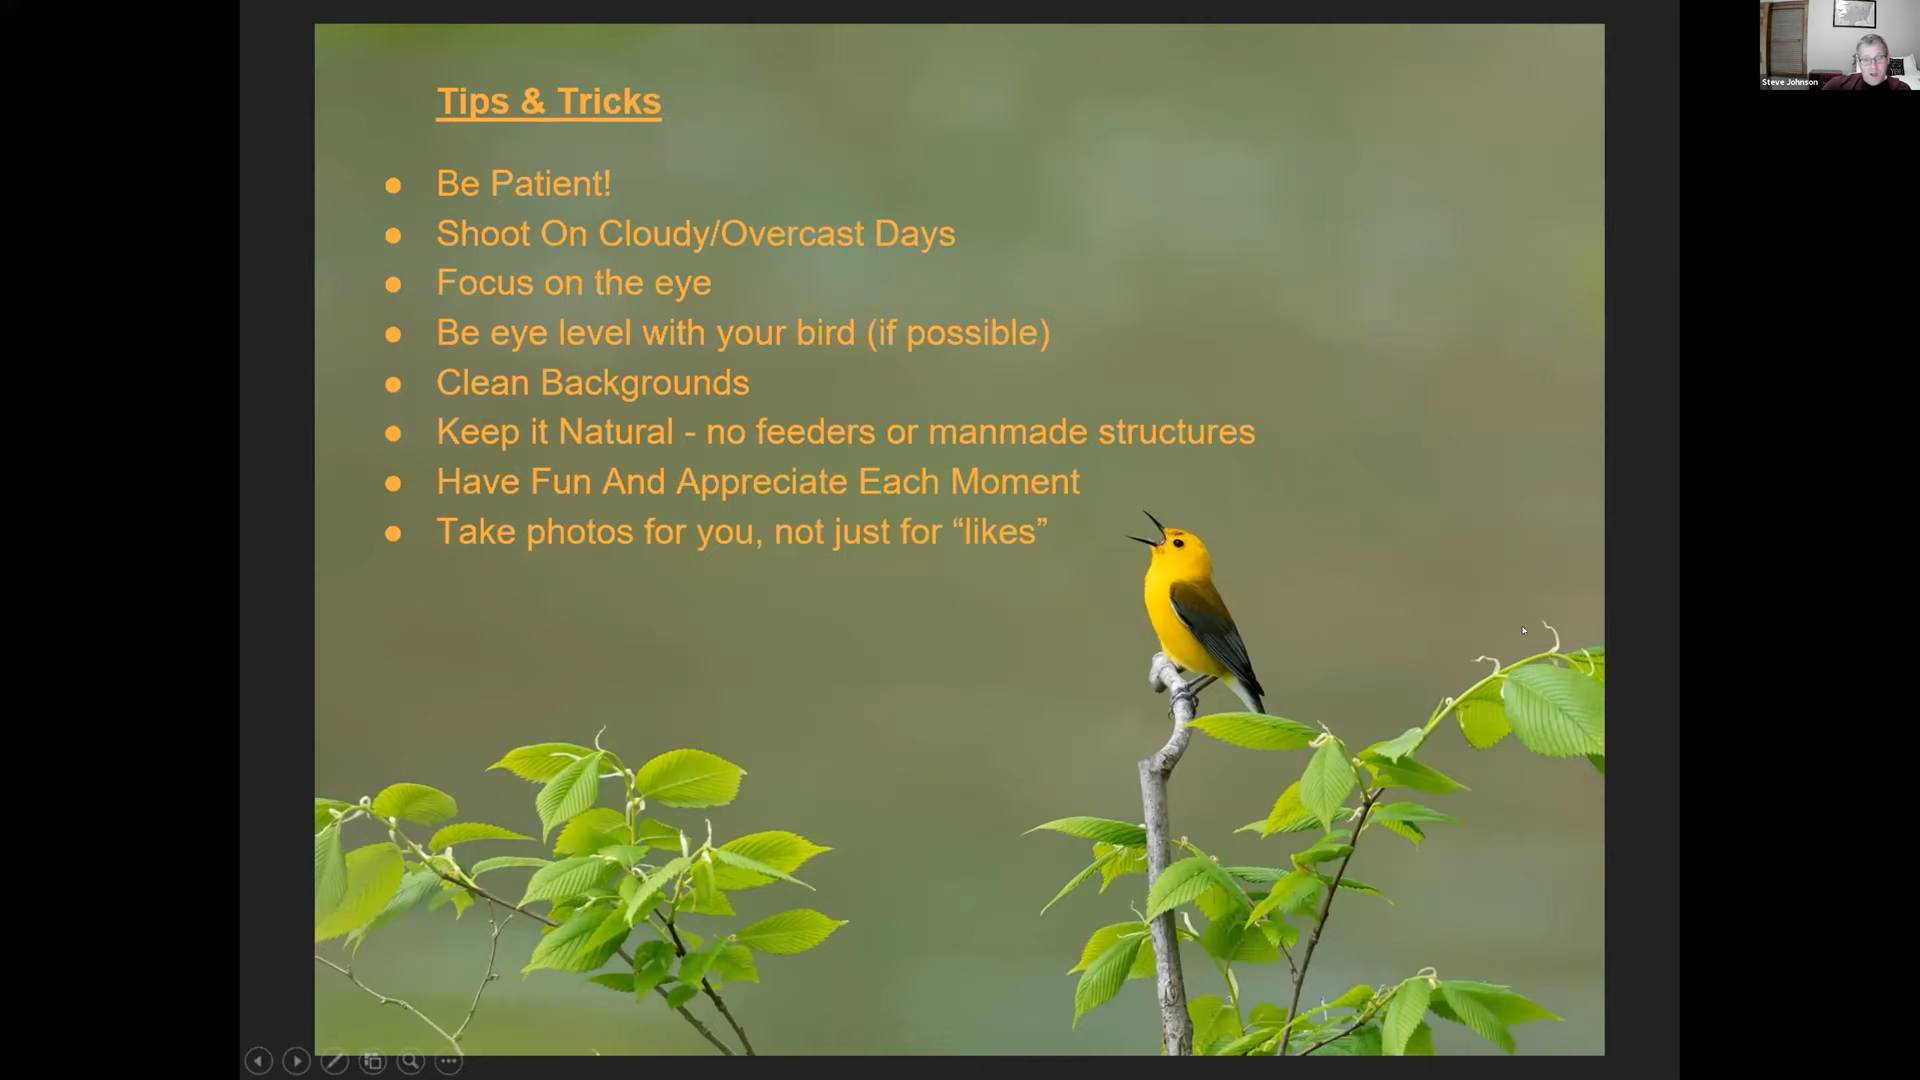 Tips & Tricks
● Be Patient!
● Shoot On Cloudy/Overcast Days
● Focus on the eye
● Be eye level with your bird (if possible)
● Clean Backgrounds
● Keep it Natural - no feeders or manmade structures
● Have Fun And Appreciate Each Moment
● Take photos for you, not just for “likes”
Steve Johnson